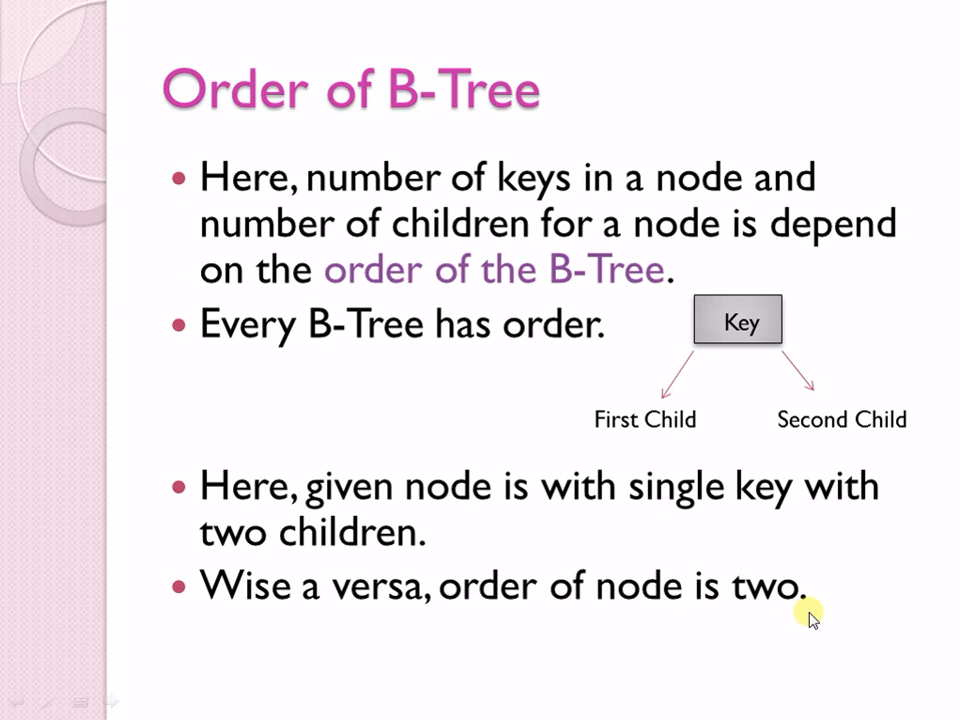 Order of B-Tree
• Here, number of keys in a node and
number of children for a node is depend
on the order of the B-Tree.
• Every B-Tree has order.
Key
First Child
Second Child
• Here, given node is with single key with
two children.
• Wise a versa, order of node is two.